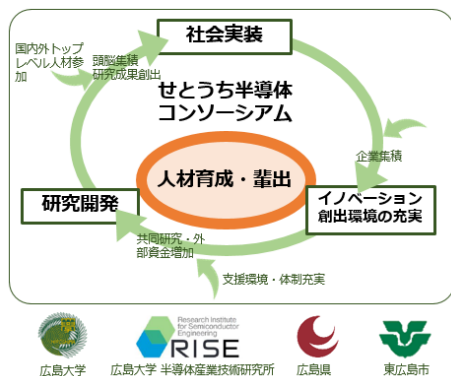 社会実装
国内外トップ
レベル人材参
加
頭脳集積
研究成果創出
せとうち半導体
コンソーシアム
企業集積
人材育成・輩出
研究開発
イノベーション
創出環境の充実
共同研究・外
部資金増加
支援環境・体制充実
Research Institute
for Semiconductor
Engineering
RISE
広島大学
広島大学 半導体産業技術研究所
広島県
東広島市